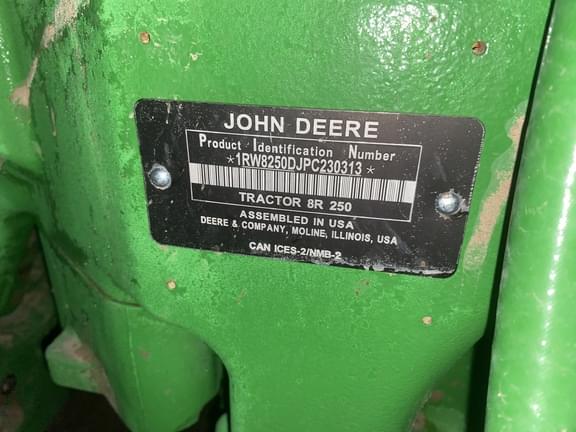 JOHN DEERE
Product Identification Number
*1RW8250DJPC230313*
TRACTOR 8R 250
ASSEMBLED IN USA
DEERE & COMPANY, MOLINE, ILLINOIS, USA
CAN ICES-2/NMB-2